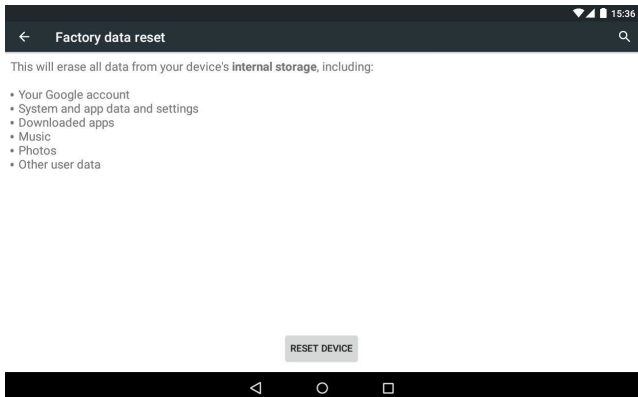 15:36
Factory data reset
This will erase all data from your device's internal storage, including:
• Your Google account
• System and app data and settings
• Downloaded apps
• Music
• Photos
• Other user data
RESET DEVICE